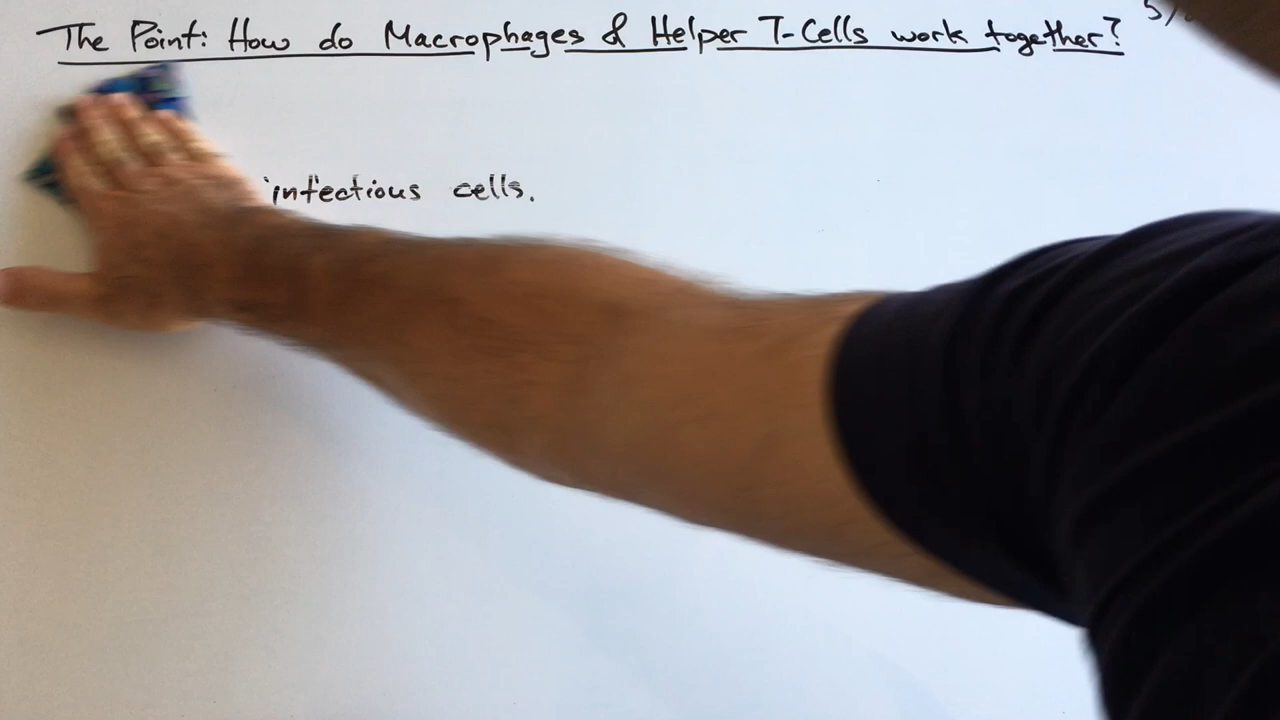 The Point: How do Macrophages & Helper T-Cells work together?
infectious cells.